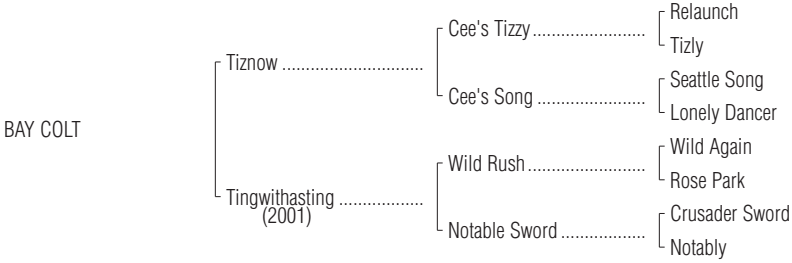 Relaunch
Cee's Tizzy........................
Tizly
Tiznow ..............................
Seattle Song
Cee's Song .......................
Lonely Dancer
BAY COLT
Wild Again
Wild Rush.........................
Rose Park
Tingwithasting ..................
(2001)
Crusader Sword
Notable Sword ..................
Notably